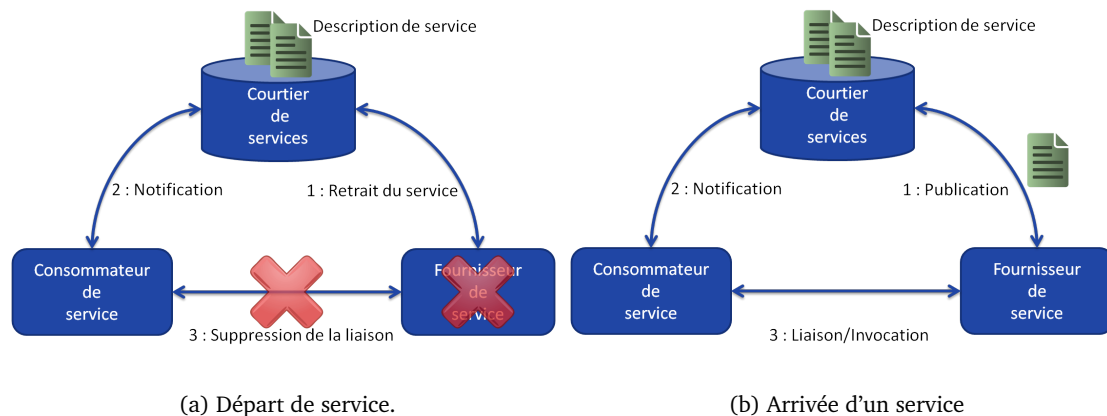 Description de service
Courtier
de
services
2 : Notification
1 : Retrait du service
Consommateur
de
service
Fournisseur
de
service
3 : Suppression de la liaison
(a) Départ de service.
Description de service
Courtier
de
services
2 : Notification
1 : Publication
Consommateur
de
service
Fournisseur
de
service
3 : Liaison/Invocation
(b) Arrivée d'un service